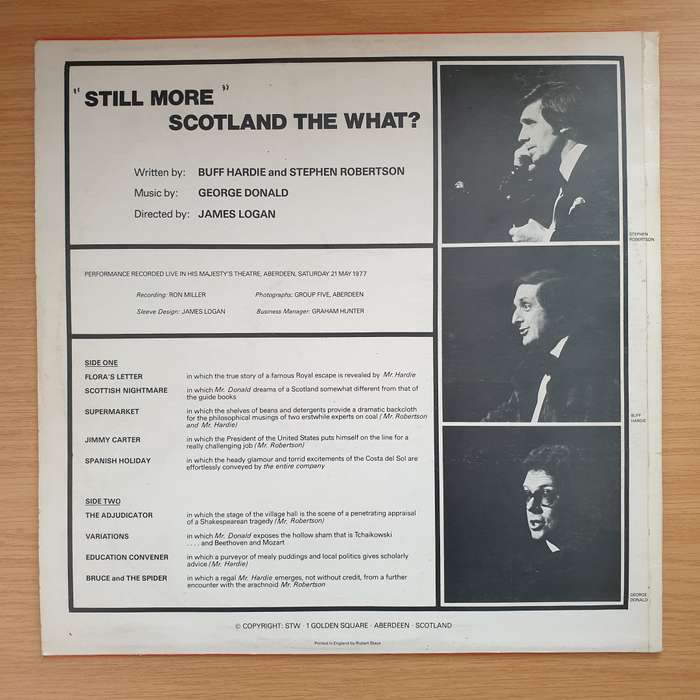 "STILL MORE"
SCOTLAND THE WHAT?
Written by: BUFF HARDIE and STEPHEN ROBERTSON
Music by: GEORGE DONALD
Directed by: JAMES LOGAN
PERFORMANCE RECORDED LIVE IN HIS MAJESTY'S THEATRE, ABERDEEN, SATURDAY 21 MAY 1977
Recording: RON MILLER Photographs: GROUP FIVE, ABERDEEN
Sleeve Design: JAMES LOGAN Business Manager: GRAHAM HUNTER
SIDE ONE
FLORA'S LETTER in which the true story of a famous Royal escape is revealed by Mr. Hardie
SCOTTISH NIGHTMARE in which Mr. Donald dreams of a Scotland somewhat different from that of
the guide books
SUPERMARKET in which the shelves of beans and detergents provide a dramatic backcloth
for the philosophical musings of two erstwhile experts on coal (Mr. Robertson
and Mr. Hardie)
JIMMY CARTER in which the President of the United States puts himself on the line for a
really challenging job (Mr. Robertson)
SPANISH HOLIDAY in which the heady glamour and torrid excitements of the Costa del Sol are
effortlessly conveyed by the entire company
SIDE TWO
THE ADJUDICATOR in which the stage of the village hall is the scene of a penetrating appraisal
of a Shakespearean tragedy (Mr. Robertson)
VARIATIONS in which Mr. Donald exposes the hollow sham that is Tchaikowski
. . . . and Beethoven and Mozart
EDUCATION CONVENER in which a purveyor of mealy puddings and local politics gives scholarly
advice (Mr. Hardie)
BRUCE and THE SPIDER in which a regal Mr. Hardie emerges, not without credit, from a further
encounter with the arachnoid Mr. Robertson
STEPHEN
ROBERTSON
BUFF
HARDIE
GEORGE
DONALD
© COPYRIGHT: STW · 1 GOLDEN SQUARE · ABERDEEN · SCOTLAND
Printed in England by Robert Stace